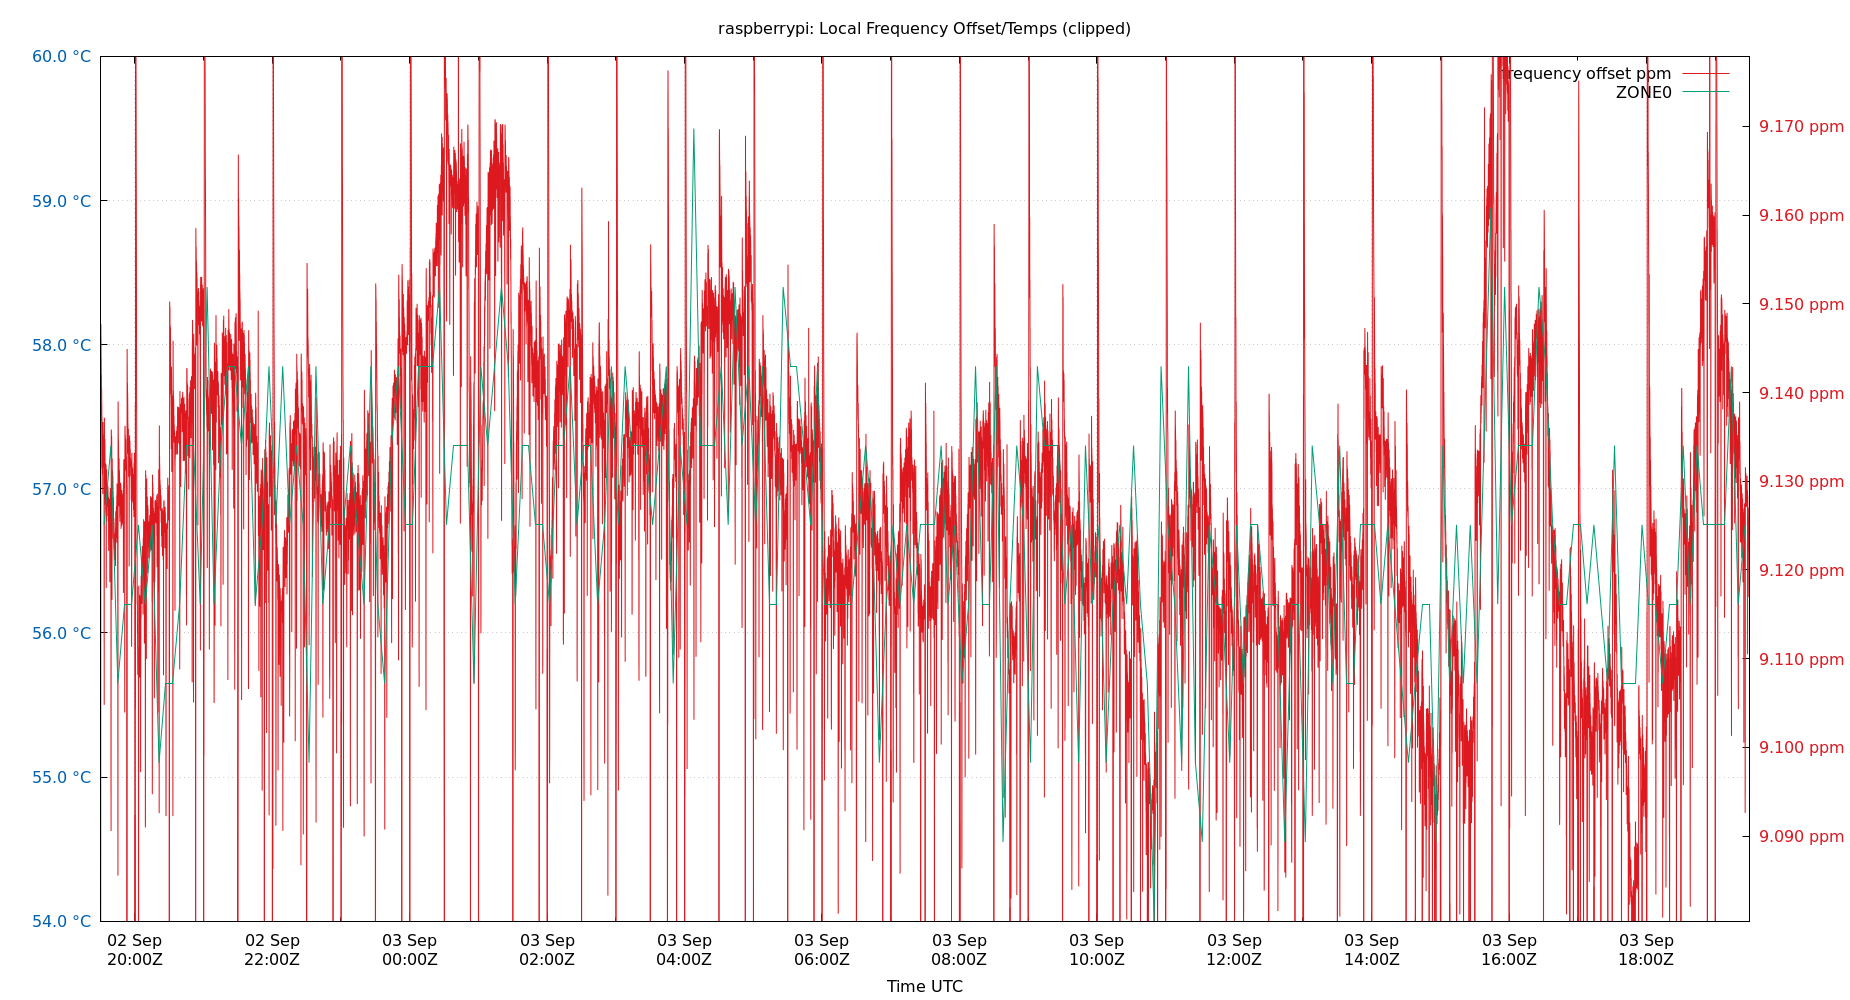 raspberrypi: Local Frequency Offset/Temps (clipped)
60.0 °C
59.0 °C
58.0 °C
57.0 °C
56.0 °C
55.0 °C
54.0 °C
frequency offset ppm
ZONE0
9.170 ppm
9.160 ppm
9.150 ppm
9.140 ppm
9.130 ppm
9.120 ppm
9.110 ppm
9.100 ppm
9.090 ppm
02 Sep 02 Sep 03 Sep 03 Sep 03 Sep 03 Sep 03 Sep 03 Sep 03 Sep 03 Sep 03 Sep 03 Sep
20:00Z 22:00Z 00:00Z 02:00Z 04:00Z 06:00Z 08:00Z 10:00Z 12:00Z 14:00Z 16:00Z 18:00Z
Time UTC